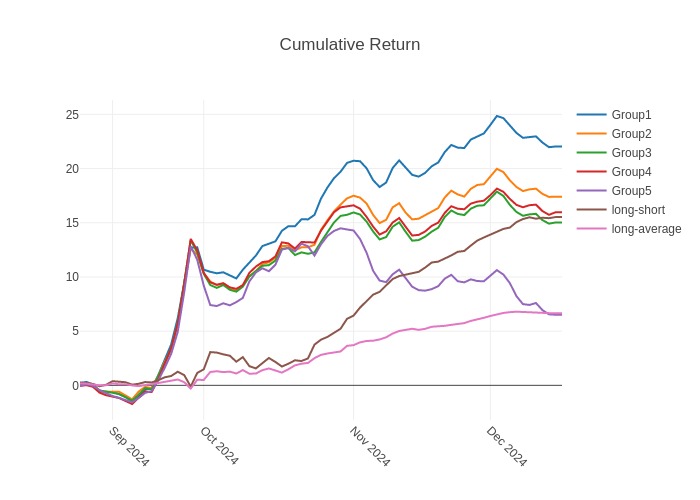 Cumulative Return
25
20
15
10
5
0
Sep 2024
Oct 2024
Nov 2024
Dec 2024
Group1
Group2
Group3
Group4
Group5
long-short
long-average